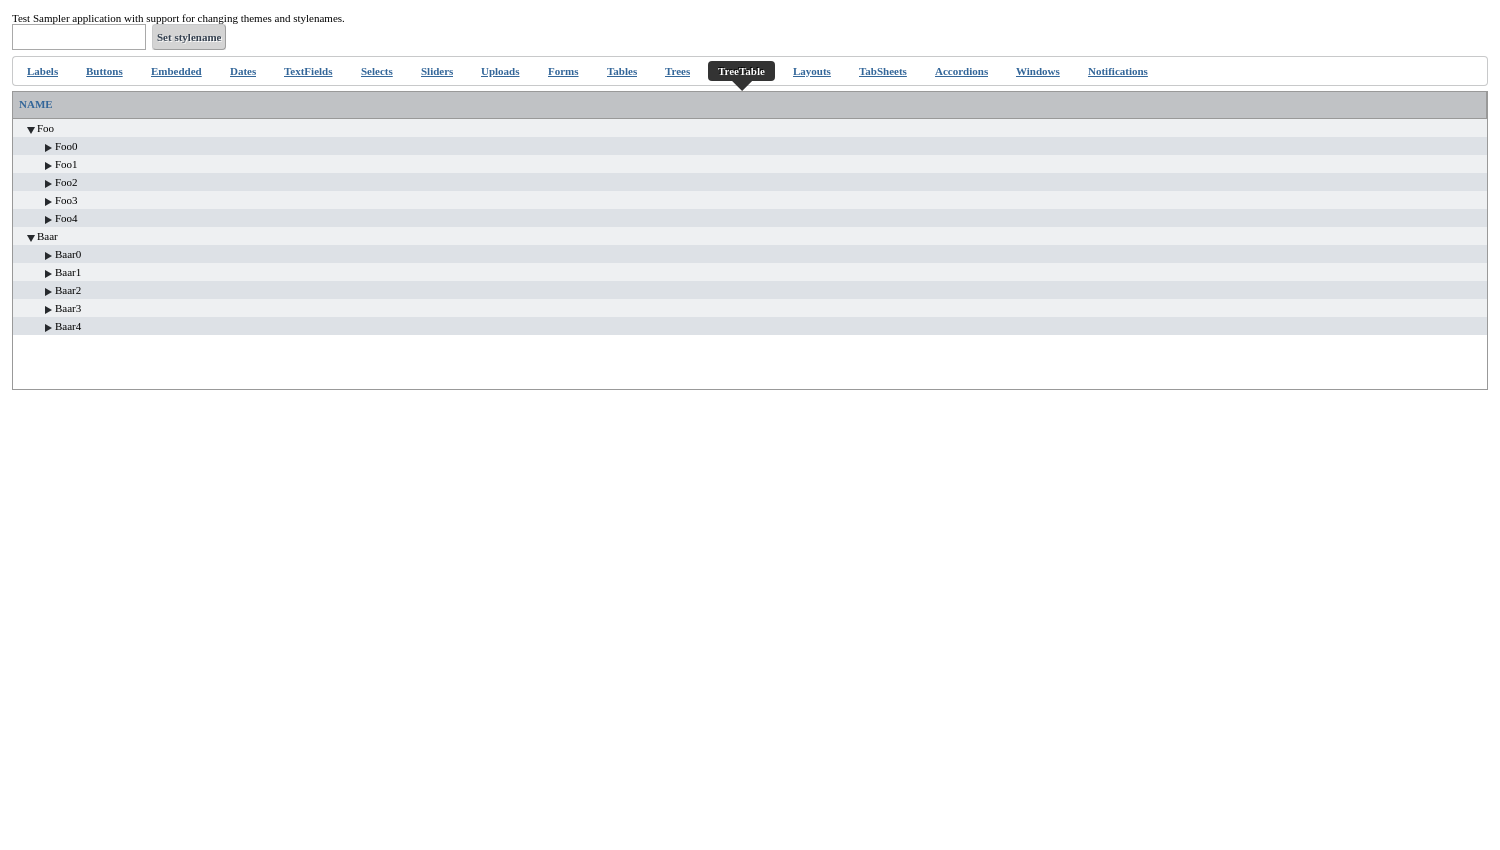 Test Sampler application with support for changing themes and stylenames.
Set stylename
Labels Buttons Embedded Dates TextFields Selects Sliders Uploads Forms Tables Trees TreeTable Layouts TabSheets Accordions Windows Notifications
NAME
Foo
Foo0
Foo1
Foo2
Foo3
Foo4
Baar
Baar0
Baar1
Baar2
Baar3
Baar4